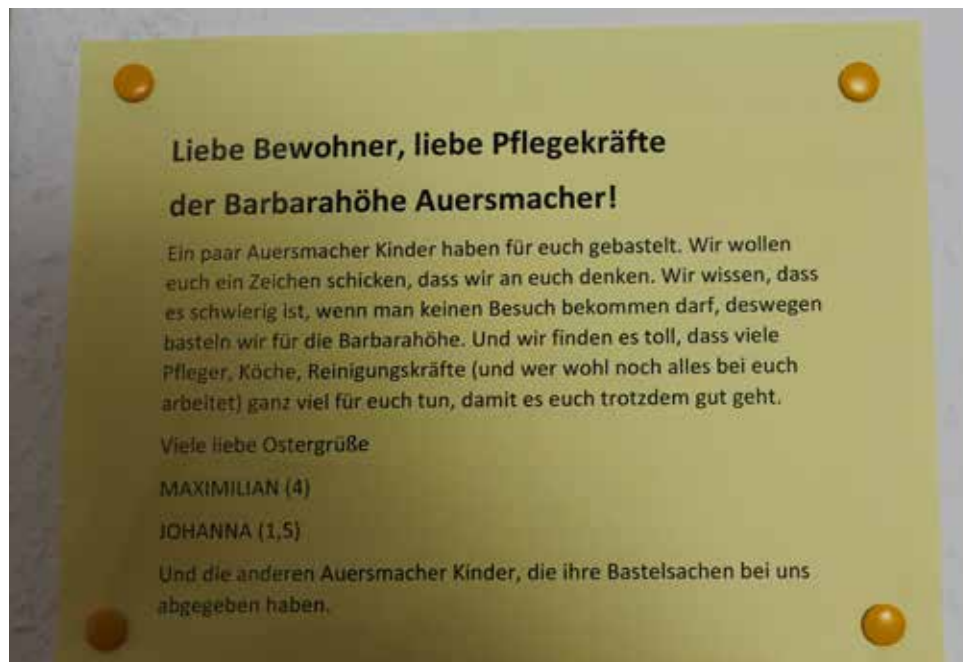 Liebe Bewohner, liebe Pflegekräfte
der Barbarahöhe Auersmacher!
Ein paar Auersmacher Kinder haben für euch gebastelt. Wir wollen
euch ein Zeichen schicken, dass wir an euch denken. Wir wissen, dass
es schwierig ist, wenn man keinen Besuch bekommen darf, deswegen
basteln wir für die Barbarahöhe. Und wir finden es toll, dass viele
Pfleger, Köche, Reinigungskräfte (und wer wohl noch alles bei euch
arbeitet) ganz viel für euch tun, damit es euch trotzdem gut geht.
Viele liebe Ostergrüße
MAXIMILIAN (4)
JOHANNA (1,5)
Und die anderen Auersmacher Kinder, die ihre Bastelsachen bei uns
abgegeben haben.